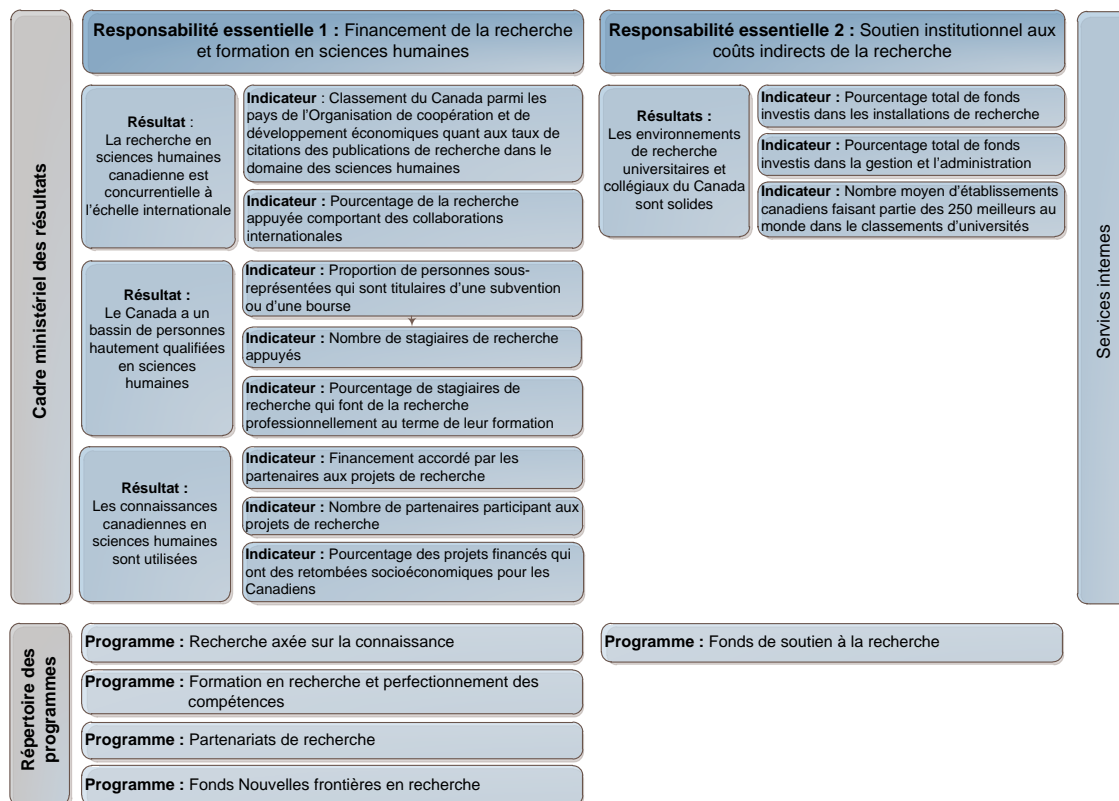 Cadre ministériel des résultats
Responsabilité essentielle 1 : Financement de la recherche
et formation en sciences humaines
Résultat :
La recherche en
sciences humaines
canadienne est
concurrentielle à
l’échelle internationale
Indicateur : Classement du Canada parmi les
pays de l’Organisation de coopération et de
développement économiques quant aux taux de
citations des publications de recherche dans le
domaine des sciences humaines
Indicateur : Pourcentage de la recherche
appuyée comportant des collaborations
internationales
Résultat :
Le Canada a un
bassin de personnes
hautement qualifiées
en sciences
humaines
Indicateur : Proportion de personnes sous-
représentées qui sont titulaires d’une subvention
ou d’une bourse
Indicateur : Nombre de stagiaires de recherche
appuyés
Indicateur : Pourcentage de stagiaires de
recherche qui font de la recherche
professionnellement au terme de leur formation
Résultat :
Les connaissances
canadiennes en
sciences humaines
sont utilisées
Indicateur : Financement accordé par les
partenaires aux projets de recherche
Indicateur : Nombre de partenaires participant aux
projets de recherche
Indicateur : Pourcentage des projets financés qui
ont des retombées socioéconomiques pour les
Canadiens
Responsabilité essentielle 2 : Soutien institutionnel aux
coûts indirects de la recherche
Résultats :
Les environnements
de recherche
universitaires et
collégiaux du Canada
sont solides
Indicateur : Pourcentage total de fonds
investis dans les installations de recherche
Indicateur : Pourcentage total de fonds
investis dans la gestion et l’administration
Indicateur : Nombre moyen d’établissements
canadiens faisant partie des 250 meilleurs au
monde dans le classements d’universités
Services internes
Répertoire des
programmes
Programme : Recherche axée sur la connaissance
Programme : Formation en recherche et perfectionnement des
compétences
Programme : Partenariats de recherche
Programme : Fonds Nouvelles frontières en recherche
Programme : Fonds de soutien à la recherche